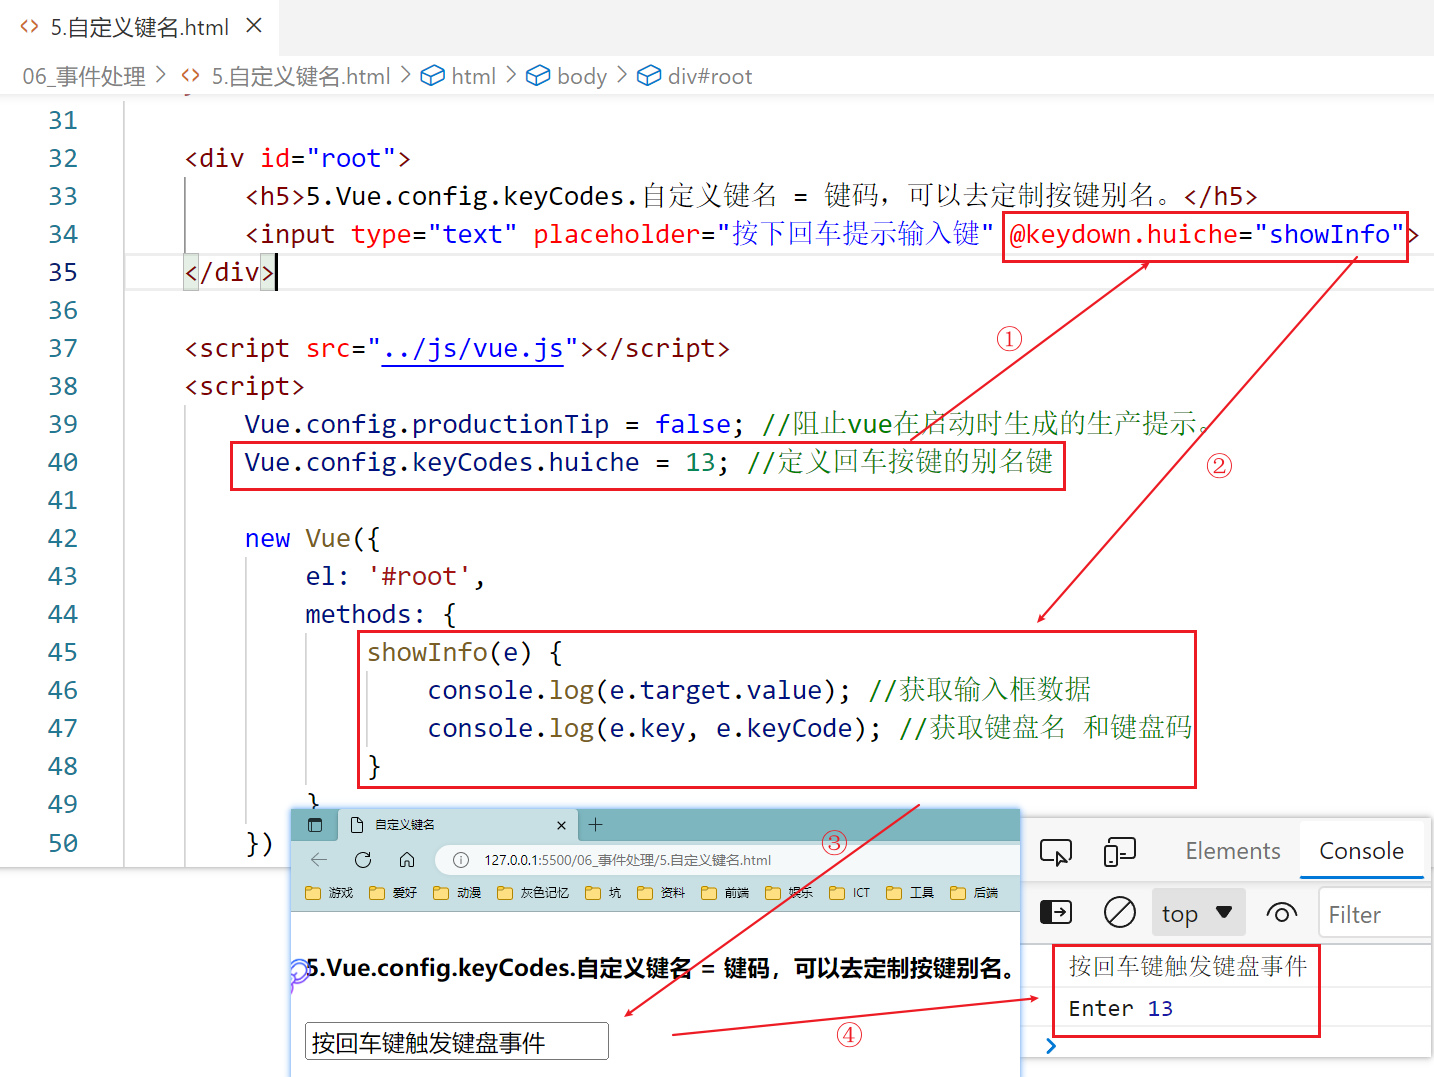 5.自定义键名.html
06_事件处理 > 5.自定义键名.html > html > body > div#root
31
32 <div id="root">
33 <h5>5.Vue.config.keyCodes.自定义键名 = 键码，可以去定制按键别名。</h5>
34 <input type="text" placeholder="按下回车提示输入键" @keydown.huiche="showInfo">
35 </div>
36
37 <script src="../js/vue.js"></script>
38 <script>
39 Vue.config.productionTip = false; //阻止vue在启动时生成的生产提示。
40 Vue.config.keyCodes.huiche = 13; //定义回车按键的别名键
41
42 new Vue({
43 el: '#root',
44 methods: {
45 showInfo(e) {
46 console.log(e.target.value); //获取输入框数据
47 console.log(e.key, e.keyCode); //获取键盘名 和键盘码
48 }
49 }
50 })
①
②
③
④
自定义键名
127.0.0.1:5500/06_事件处理/5.自定义键名.html
游戏 爱好 动漫 灰色记忆 坑 资料 前端 娱乐 ICT 工具 后端
5.Vue.config.keyCodes.自定义键名 = 键码，可以去定制按键别名。
按回车键触发键盘事件
Elements Console
top Filter
按回车键触发键盘事件
Enter 13